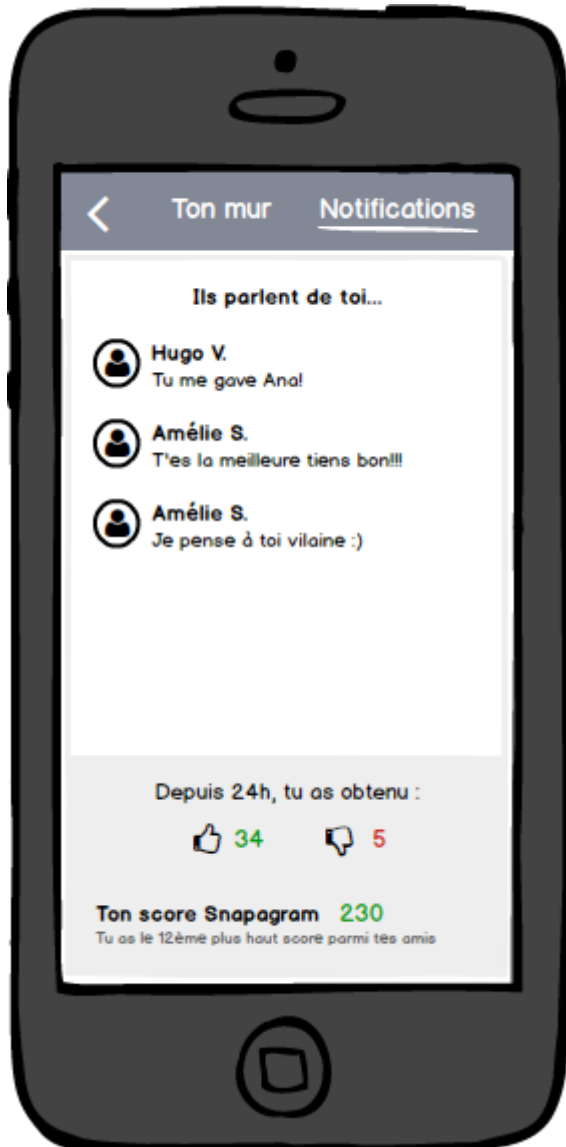 Ton mur Notifications
Ils parlent de toi...
Hugo V.
Tu me gave Ana!
Amélie S.
T'es la meilleure tiens bon!!!
Amélie S.
Je pense à toi vilaine :)
Depuis 24h, tu as obtenu :
34 5
Ton score Snapagram 230
Tu as le 12ème plus haut score parmi tes amis